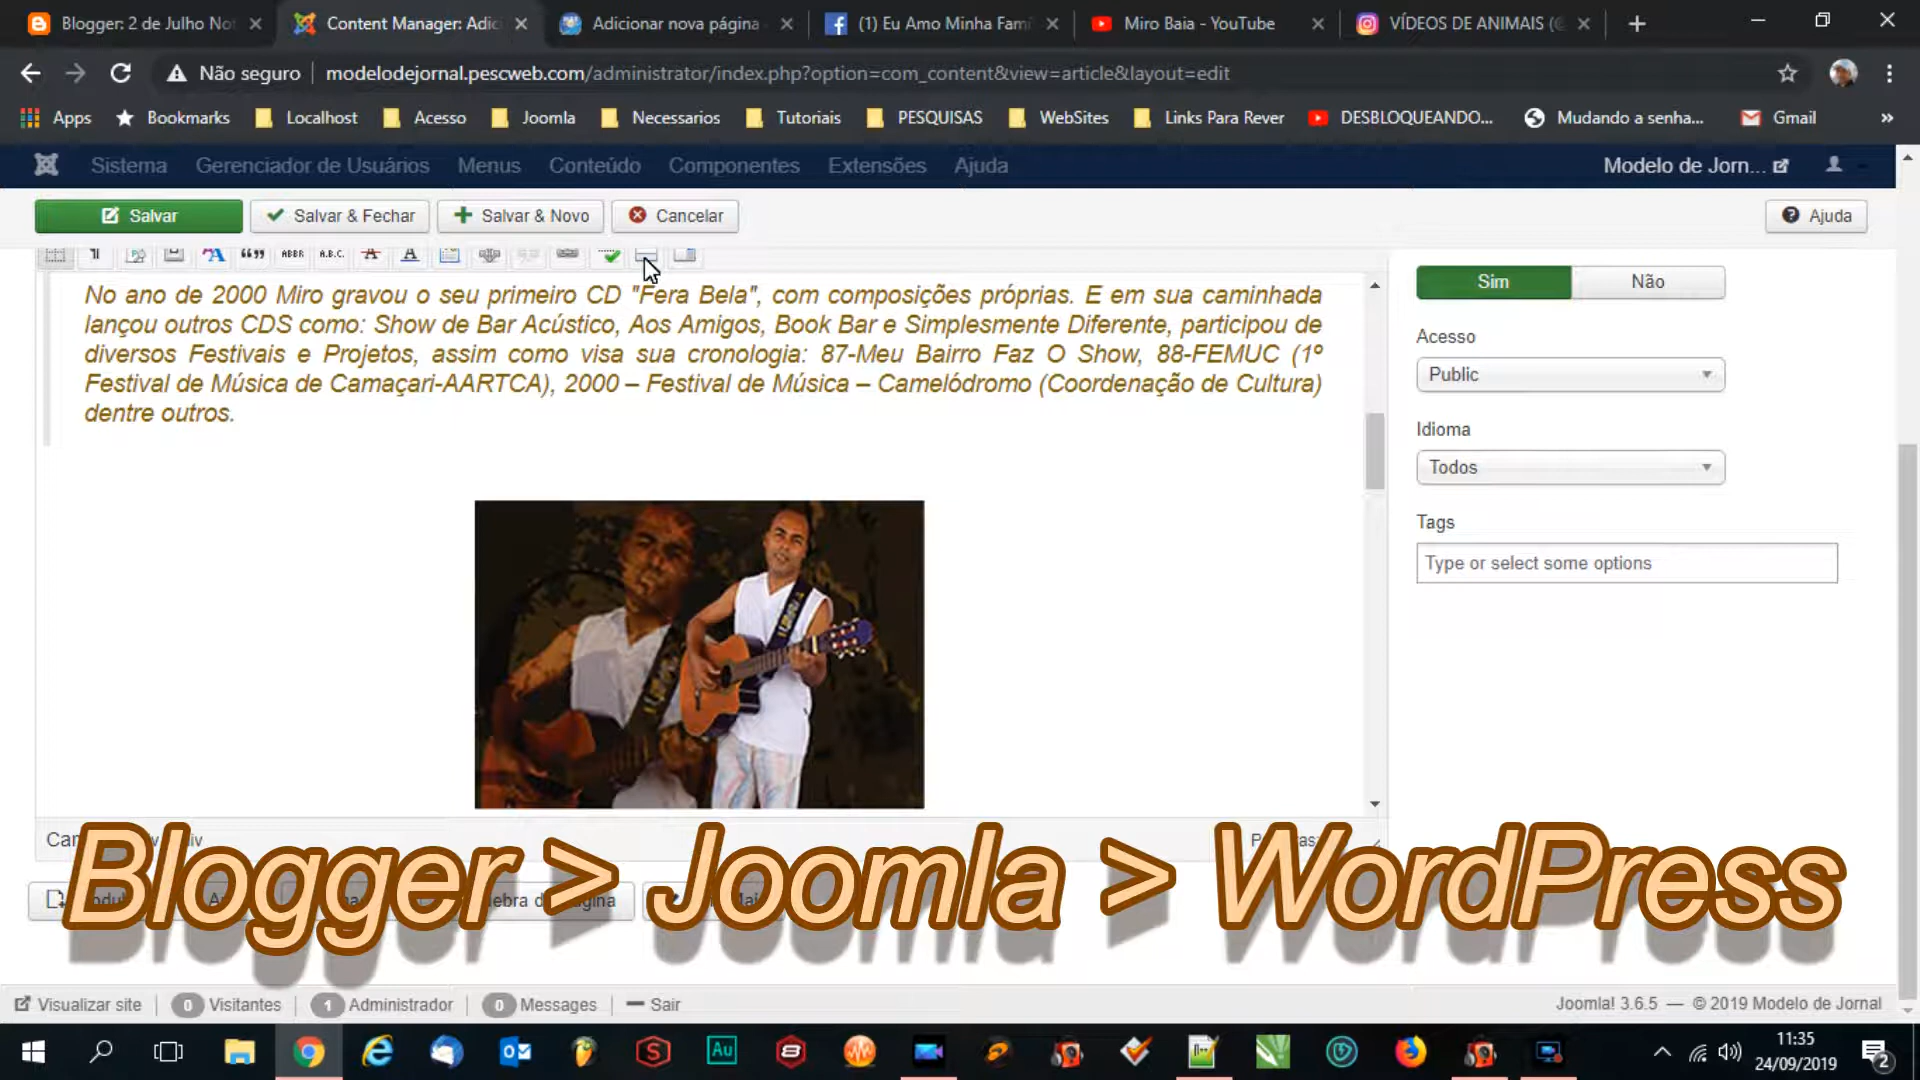 Blogger: 2 de Julho Not
Content Manager: Adic
Adicionar nova página
(1) Eu Amo Minha Famí
Miro Baia - YouTube
VÍDEOS DE ANIMAIS (@
Não seguro
modelodejornal.pescweb.com/administrator/index.php?option=com_content&view=article&layout=edit
Apps
Bookmarks
Localhost
Acesso
Joomla
Necessarios
Tutoriais
PESQUISAS
WebSites
Links Para Rever
DESBLOQUEANDO...
Mudando a senha...
Gmail
Sistema
Gerenciador de Usuários
Menus
Conteúdo
Componentes
Extensões
Ajuda
Modelo de Jorn...
Salvar
Salvar & Fechar
Salvar & Novo
Cancelar
Ajuda
ABBR
A.B.C.
No ano de 2000 Miro gravou o seu primeiro CD "Fera Bela", com composições próprias. E em sua caminhada
lançou outros CDS como: Show de Bar Acústico, Aos Amigos, Book Bar e Simplesmente Diferente, participou de
diversos Festivais e Projetos, assim como visa sua cronologia: 87-Meu Bairro Faz O Show, 88-FEMUC (1º
Festival de Música de Camaçari-AARTCA), 2000 – Festival de Música – Camelódromo (Coordenação de Cultura)
dentre outros.
Sim
Não
Acesso
Public
Idioma
Todos
Tags
Type or select some options
Blogger > Joomla > WordPress
Visualizar site
0 Visitantes
1 Administrador
0 Messages
Sair
Joomla! 3.6.5 — © 2019 Modelo de Jornal
Au
11:35
24/09/2019
2